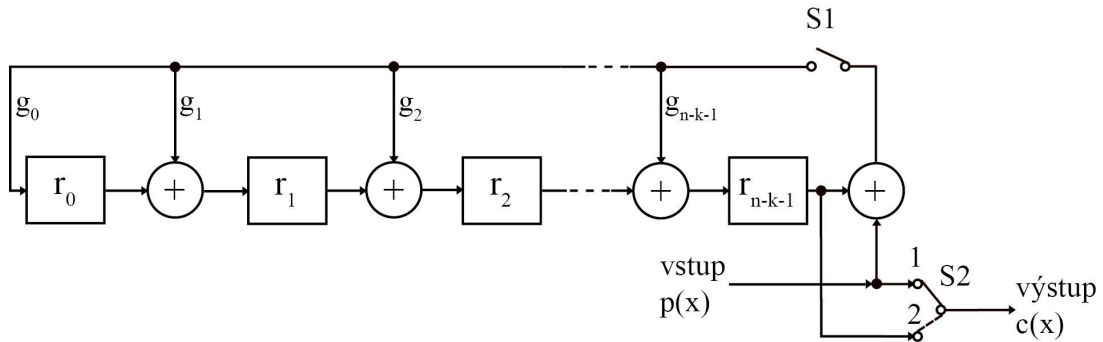 S1
g0 g1 g2 gn-k-1
r0 + r1 + r2 + rn-k-1 +
vstup
p(x)
1
S2
2
výstup
c(x)